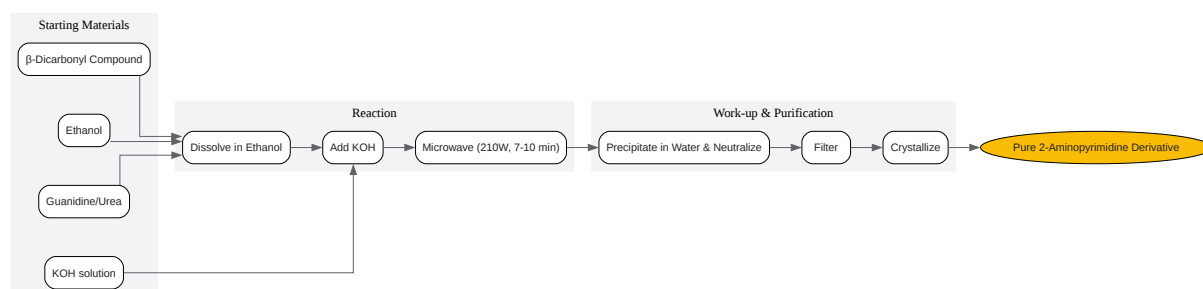 Starting Materials
β-Dicarbonyl Compound
Ethanol
Guanidine/Urea
KOH solution
Reaction
Dissolve in Ethanol
Add KOH
Microwave (210W, 7-10 min)
Work-up & Purification
Precipitate in Water & Neutralize
Filter
Crystallize
Pure 2-Aminopyrimidine Derivative